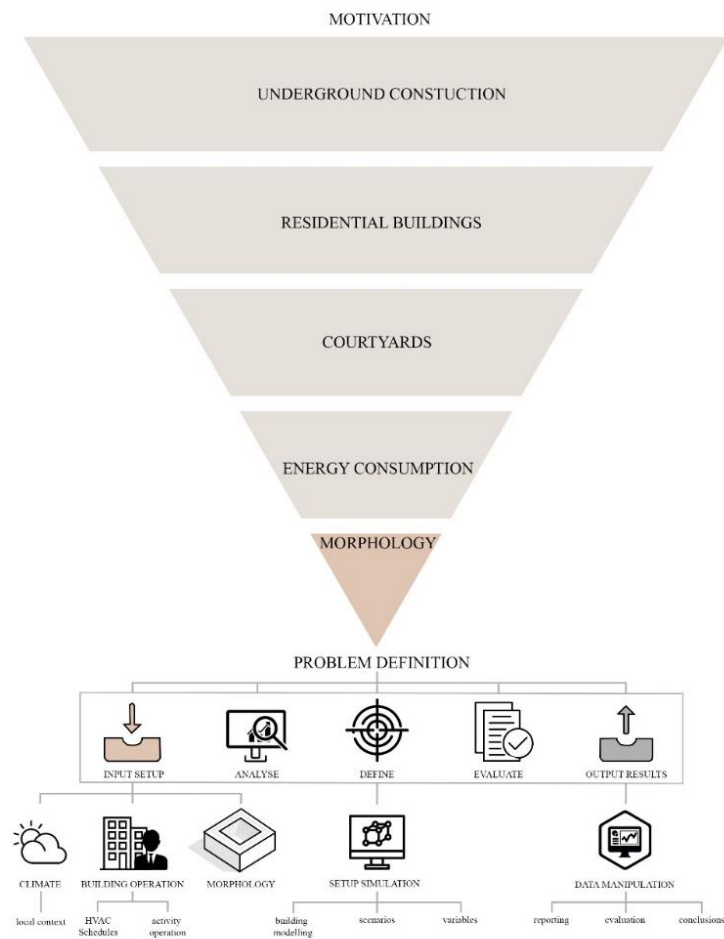 MOTIVATION
UNDERGROUND CONSTUCTION
RESIDENTIAL BUILDINGS
COURTYARDS
ENERGY CONSUMPTION
MORPHOLOGY
PROBLEM DEFINITION
INPUT SETUP
ANALYSE
DEFINE
EVALUATE
OUTPUT RESULTS
CLIMATE
BUILDING OPERATION
MORPHOLOGY
SETUP SIMULATION
DATA MANIPULATION
local context
HVAC
Schedules
activity
operation
building
modelling
scenarios
variables
reporting
evaluation
conclusions